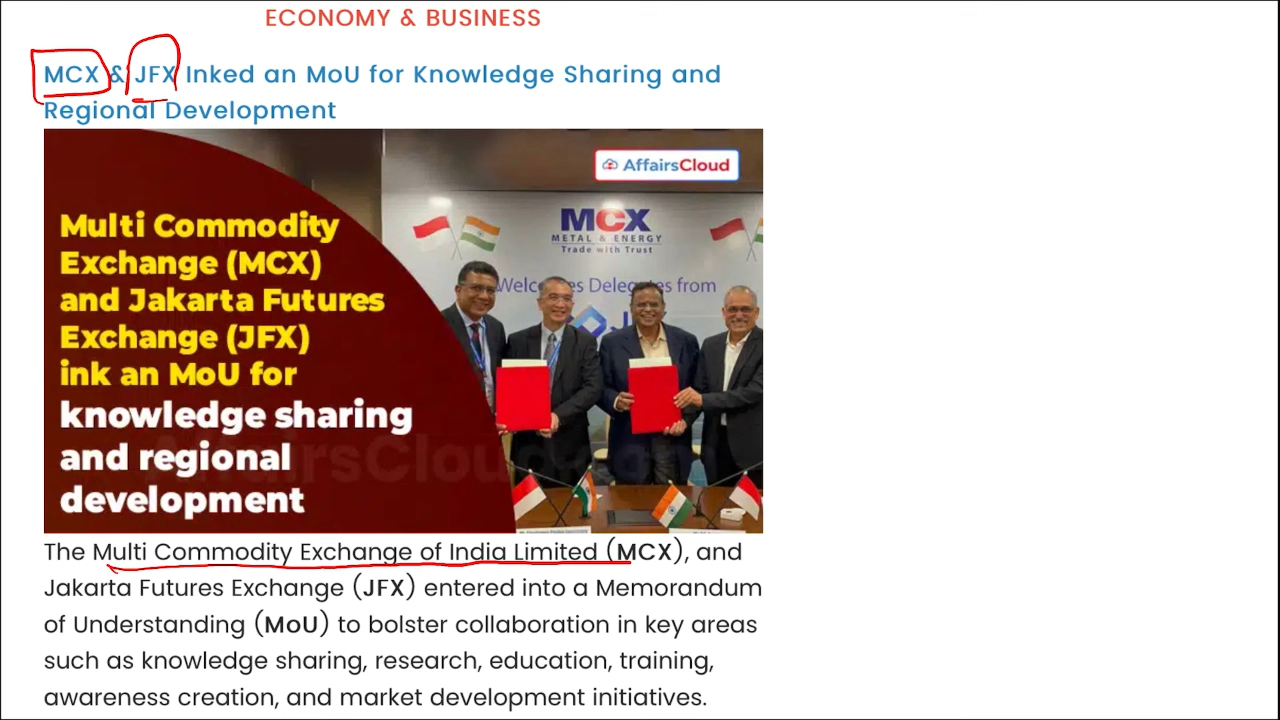 ECONOMY & BUSINESS
MCX & JFX Inked an MoU for Knowledge Sharing and
Regional Development
AffairsCloud
Multi Commodity
Exchange (MCX)
and Jakarta Futures
Exchange (JFX)
ink an MoU for
knowledge sharing
and regional
development
MCX
METAL & ENERGY
Trade with Trust
Welcomes Delegates from
AffairsCloud.com
The Multi Commodity Exchange of India Limited (MCX), and
Jakarta Futures Exchange (JFX) entered into a Memorandum
of Understanding (MoU) to bolster collaboration in key areas
such as knowledge sharing, research, education, training,
awareness creation, and market development initiatives.